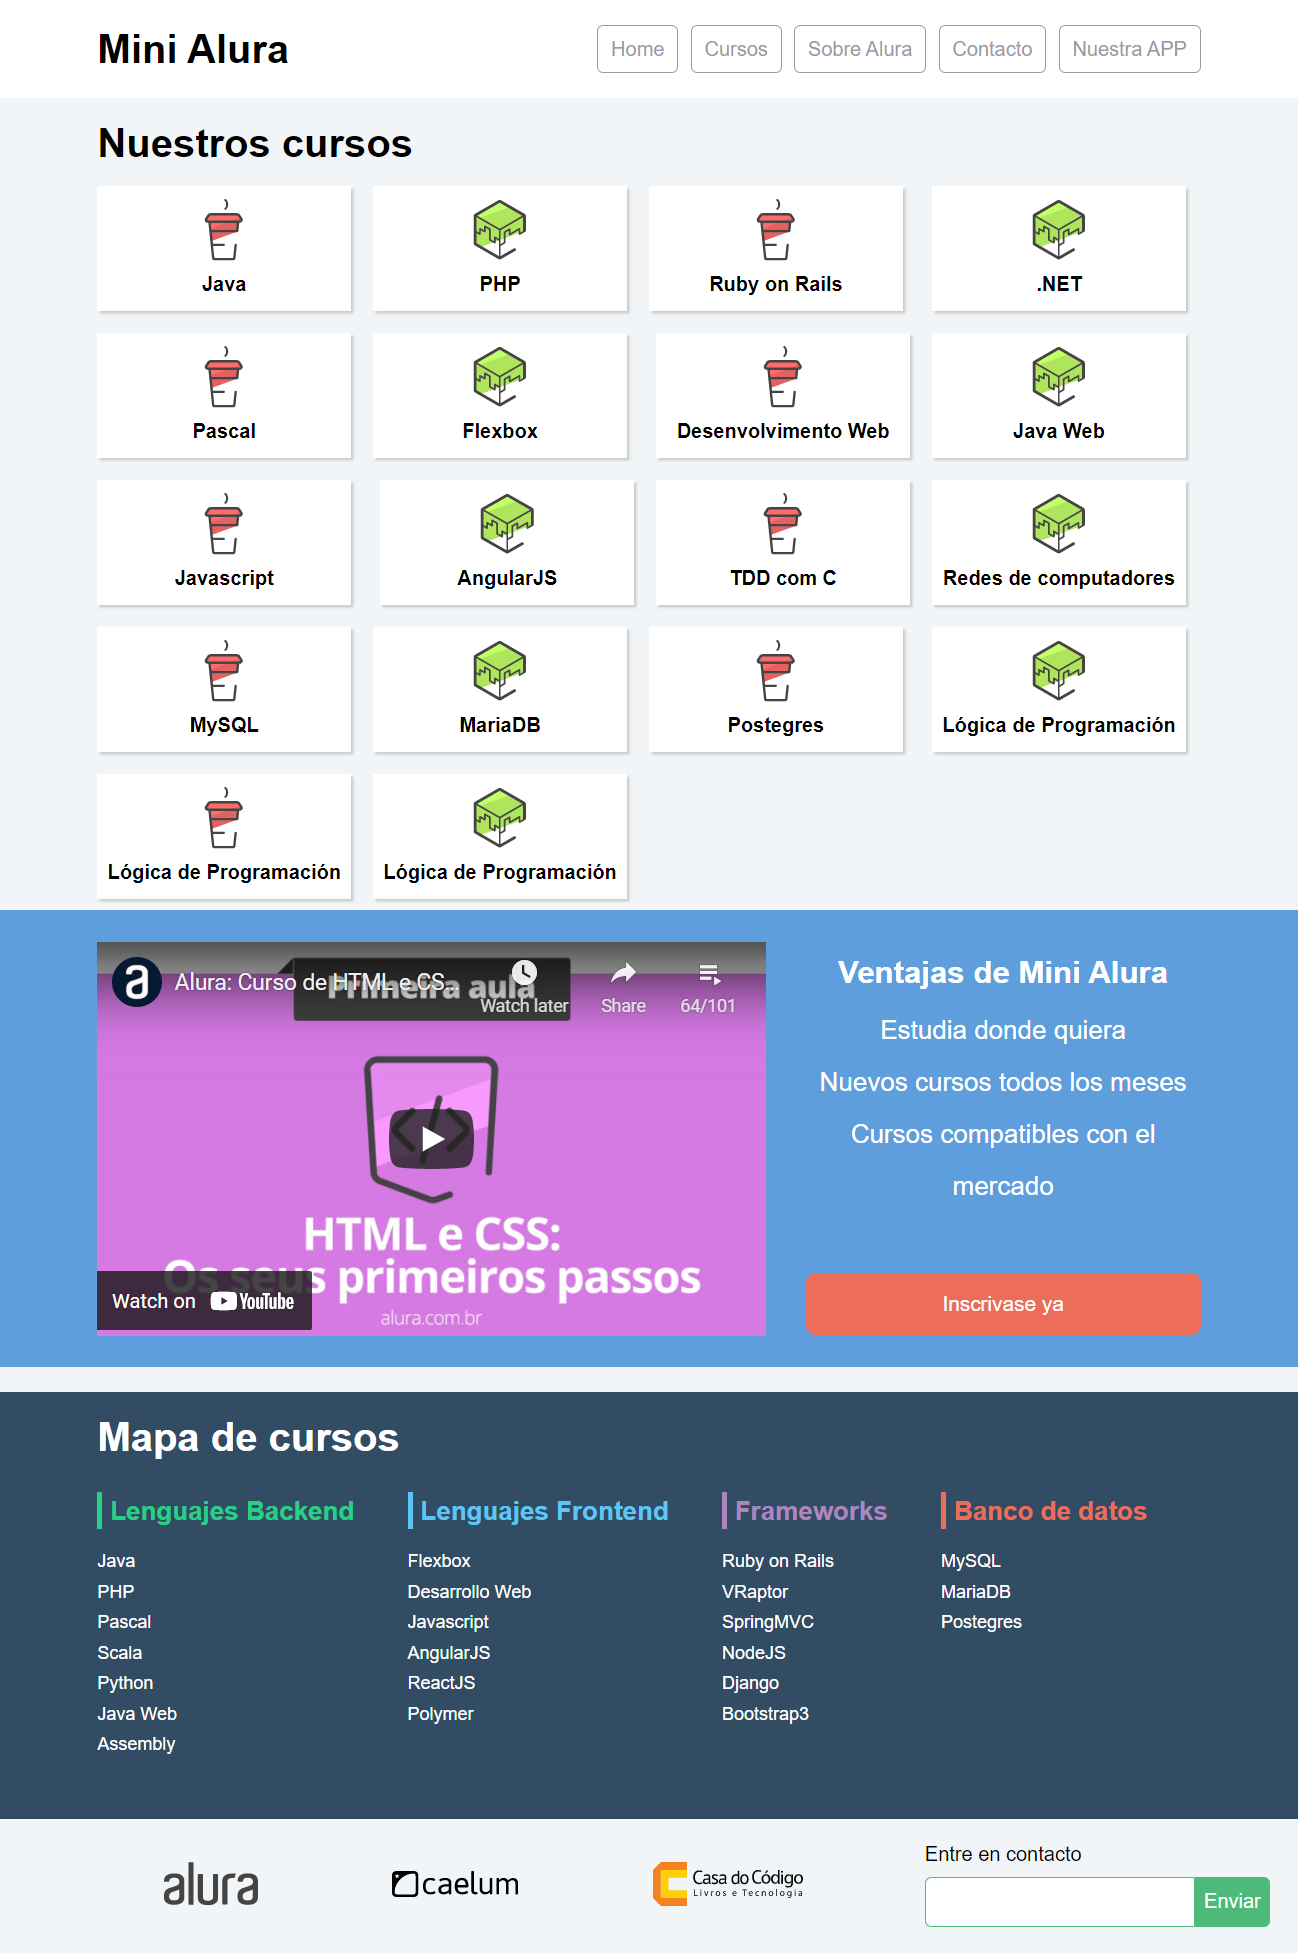 Mini Alura
Home
Cursos
Sobre Alura
Contacto
Nuestra APP
Nuestros cursos
Java
PHP
Ruby on Rails
.NET
Pascal
Flexbox
Desenvolvimento Web
Java Web
Javascript
AngularJS
TDD com C
Redes de computadores
MySQL
MariaDB
Postegres
Lógica de Programación
Lógica de Programación
Lógica de Programación
Alura: Curso de HTML e CS...
Primeira aula
Watch later
Share
64/101
HTML e CSS:
Os seus primeiros passos
alura.com.br
Watch on YouTube
Ventajas de Mini Alura
Estudia donde quiera
Nuevos cursos todos los meses
Cursos compatibles con el
mercado
Inscrivase ya
Mapa de cursos
Lenguajes Backend
Java
PHP
Pascal
Scala
Python
Java Web
Assembly
Lenguajes Frontend
Flexbox
Desarrollo Web
Javascript
AngularJS
ReactJS
Polymer
Frameworks
Ruby on Rails
VRaptor
SpringMVC
NodeJS
Django
Bootstrap3
Banco de datos
MySQL
MariaDB
Postegres
alura
caelum
Casa do Código
Livros e Tecnologia
Entre en contacto
Enviar